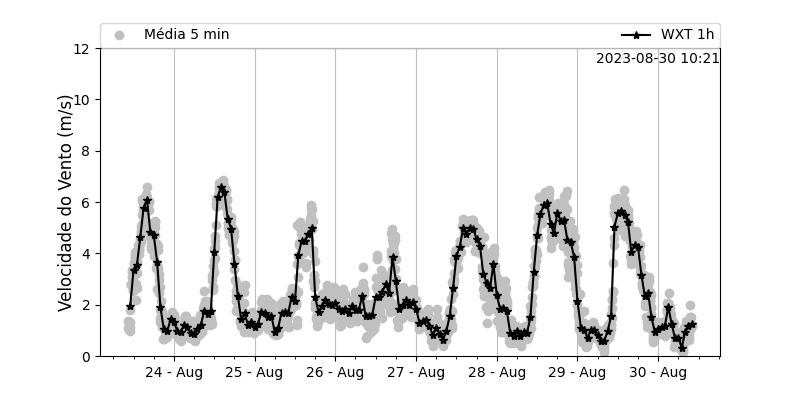 Média 5 min
WXT 1h
2023-08-30 10:21
Velocidade do Vento (m/s)
12
10
8
6
4
2
0
24 - Aug
25 - Aug
26 - Aug
27 - Aug
28 - Aug
29 - Aug
30 - Aug